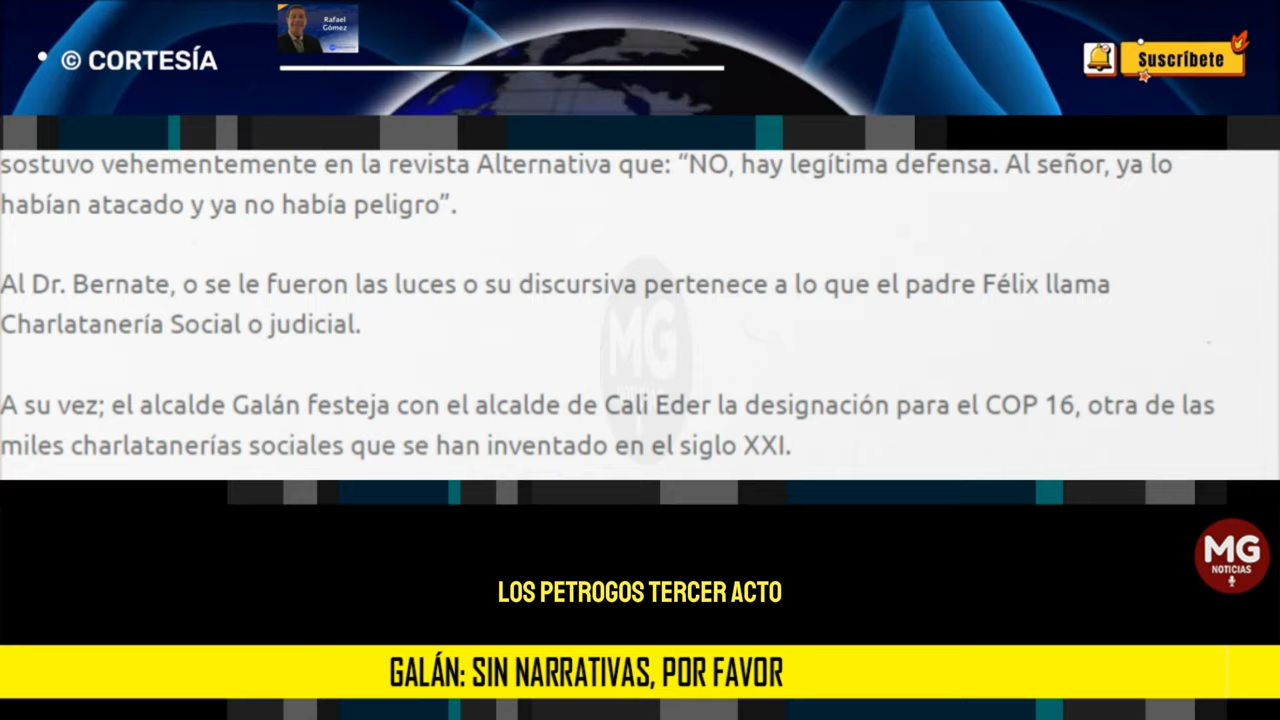 © CORTESÍA
Rafael
Gómez
Suscríbete
sostuvo vehementemente en la revista Alternativa que: “NO, hay legítima defensa. Al señor, ya lo
habían atacado y ya no había peligro”.
Al Dr. Bernate, o se le fueron las luces o su discursiva pertenece a lo que el padre Félix llama
Charlatanería Social o judicial.
A su vez; el alcalde Galán festeja con el alcalde de Cali Eder la designación para el COP 16, otra de las
miles charlatanerías sociales que se han inventado en el siglo XXI.
MG
NOTICIAS
MG
NOTICIAS
LOS PETROGOS TERCER ACTO
GALÁN: SIN NARRATIVAS, POR FAVOR